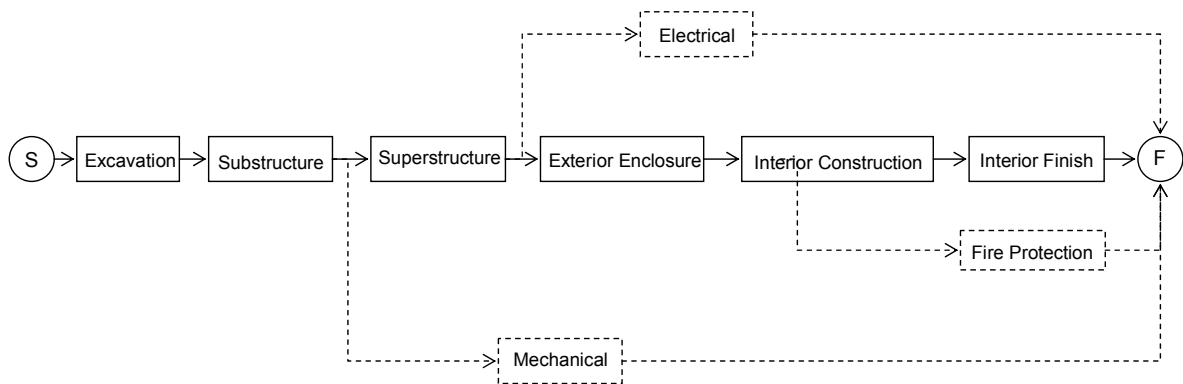 Electrical
S
Excavation
Substructure
Superstructure
Exterior Enclosure
Interior Construction
Interior Finish
F
Fire Protection
Mechanical